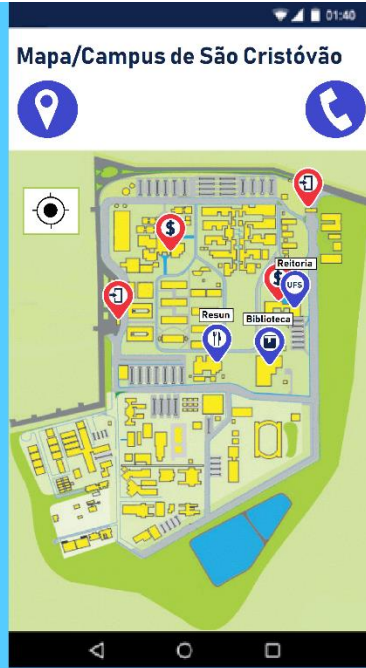 01:40
Mapa/Campus de São Cristóvão
$
Reitoria
$
UFS
Resun
Biblioteca